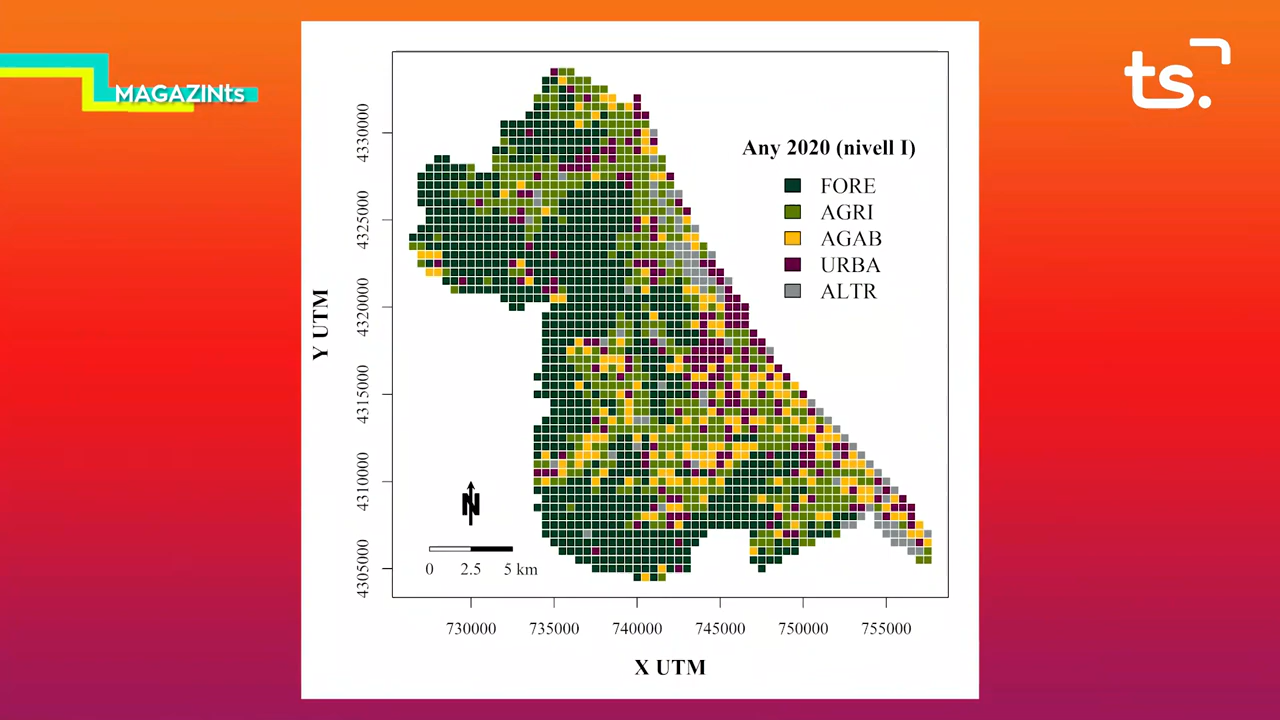 MAGAZINts
ts.
Any 2020 (nivell I)
FORE
AGRI
AGAB
URBA
ALTR
Y UTM
4330000
4325000
4320000
4315000
4310000
4305000
N
0 2.5 5 km
730000 735000 740000 745000 750000 755000
X UTM